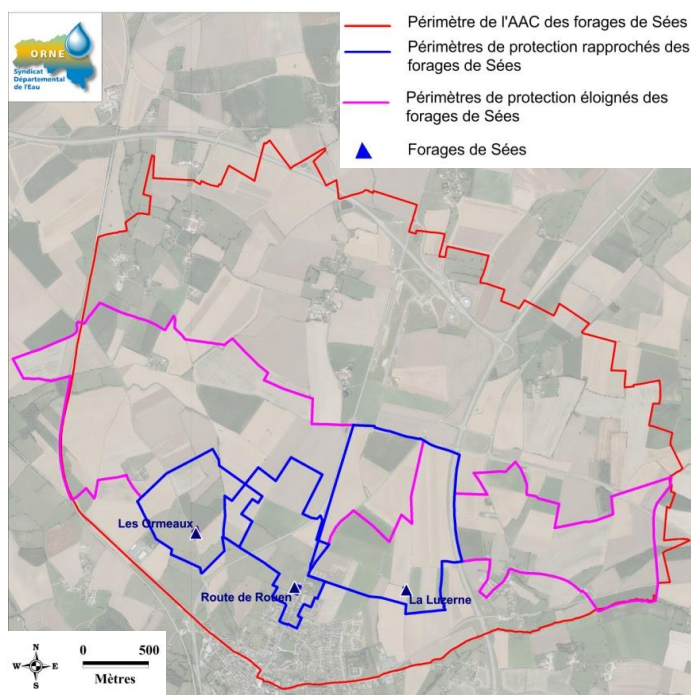 ORNE
Syndicat
Départemental
de l'Eau
Périmètre de l'AAC des forages de Sées
Périmètres de protection rapprochés des
forages de Sées
Périmètres de protection éloignés des
forages de Sées
Forages de Sées
Les Ormeaux
Route de Rouen
La Luzerne
N
W
E
S
0 500
Mètres